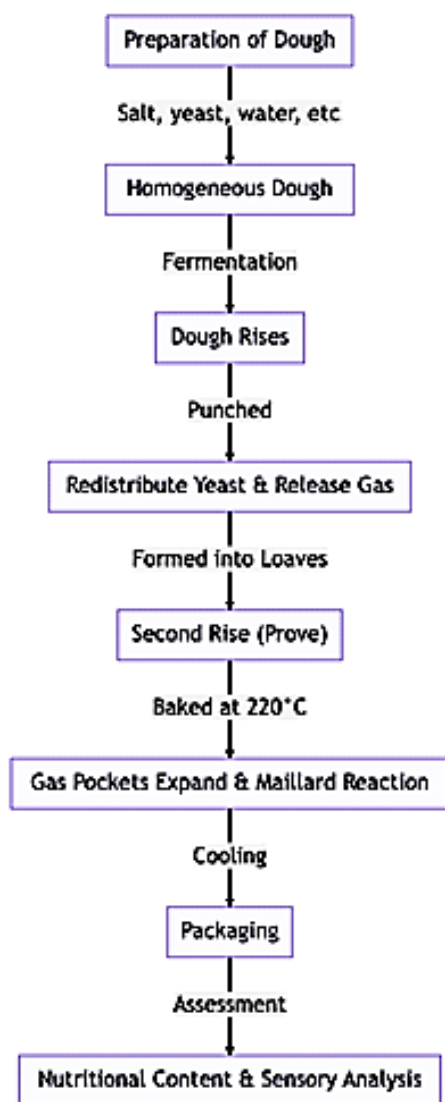 Preparation of Dough
Salt, yeast, water, etc
Homogeneous Dough
Fermentation
Dough Rises
Punched
Redistribute Yeast & Release Gas
Formed into Loaves
Second Rise (Prove)
Baked at 220°C
Gas Pockets Expand & Maillard Reaction
Cooling
Packaging
Assessment
Nutritional Content & Sensory Analysis